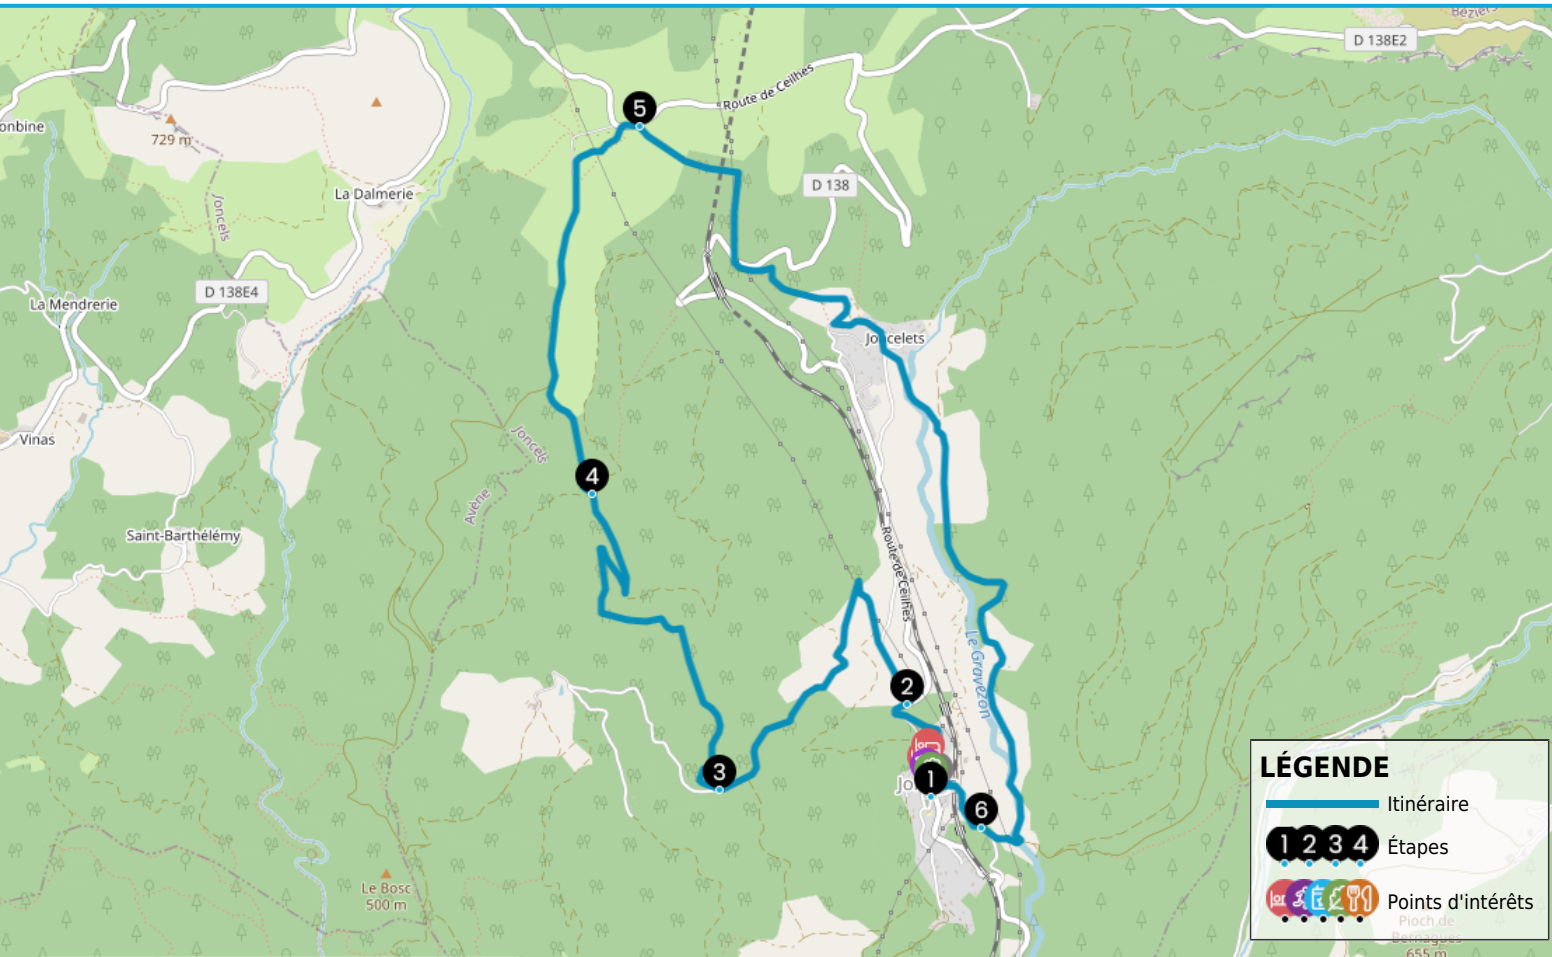 Béziers
D 138E2
Route de Ceilhes
5
onbine
729 m
La Dalmerie
D 138
Joncels
D 138E4
La Mendrerie
Joncelets
Vinas
Joncels
4
Avène
Saint-Barthélémy
Route de Ceilhes
Le Gravezon
2
3
1
Jo
6
Le Bosc
500 m
LÉGENDE
Itinéraire
1 2 3 4 Étapes
Points d'intérêts
Pioch de
Bernagues
655 m